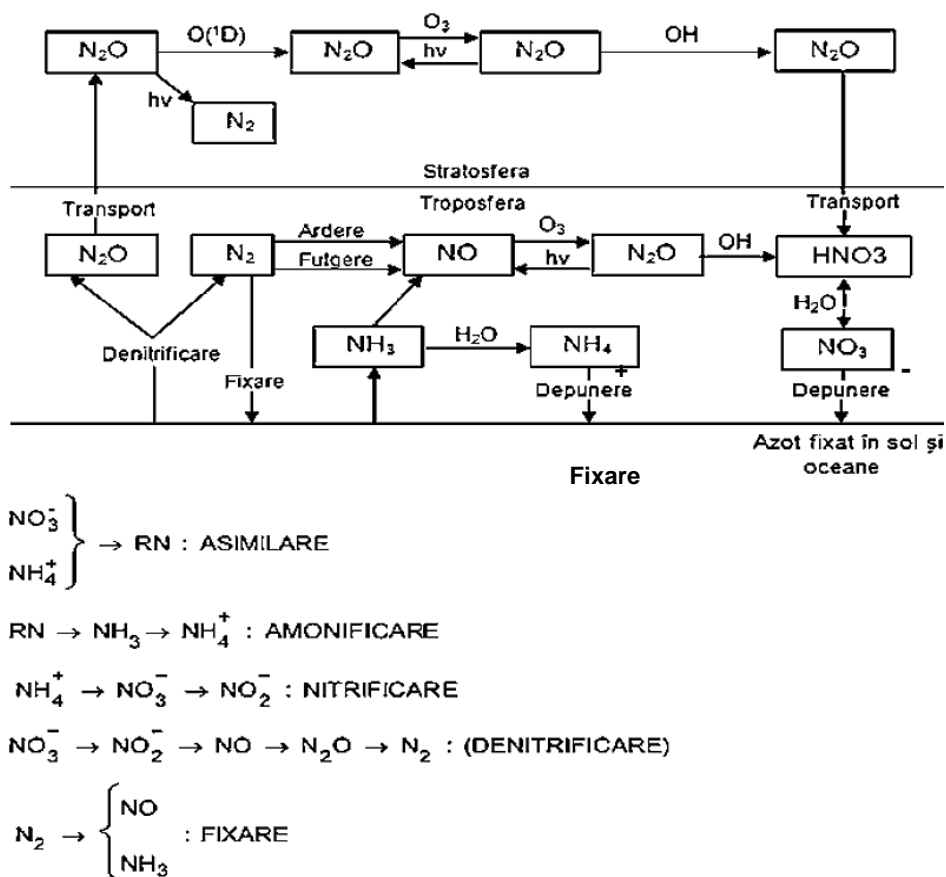 O(¹D)
O₃
OH
N₂O
N₂O
N₂O
N₂O
hν
hν
N₂
Stratosfera
Transport
Troposfera
Transport
N₂O
N₂
Ardere
Fulgere
NO
O₃
hν
N₂O
OH
HNO3
H₂O
Denitrificare
Fixare
NH₃
H₂O
NH₄
+
NO₃
-
Depunere
Depunere
Azot fixat în sol și
oceane
Fixare
NO₃⁻
NH₄⁺
→ RN : ASIMILARE
RN → NH₃ → NH₄⁺ : AMONIFICARE
NH₄⁺ → NO₃⁻ → NO₂⁻ : NITRIFICARE
NO₃⁻ → NO₂⁻ → NO → N₂O → N₂ : (DENITRIFICARE)
N₂ →
NO
: FIXARE
NH₃